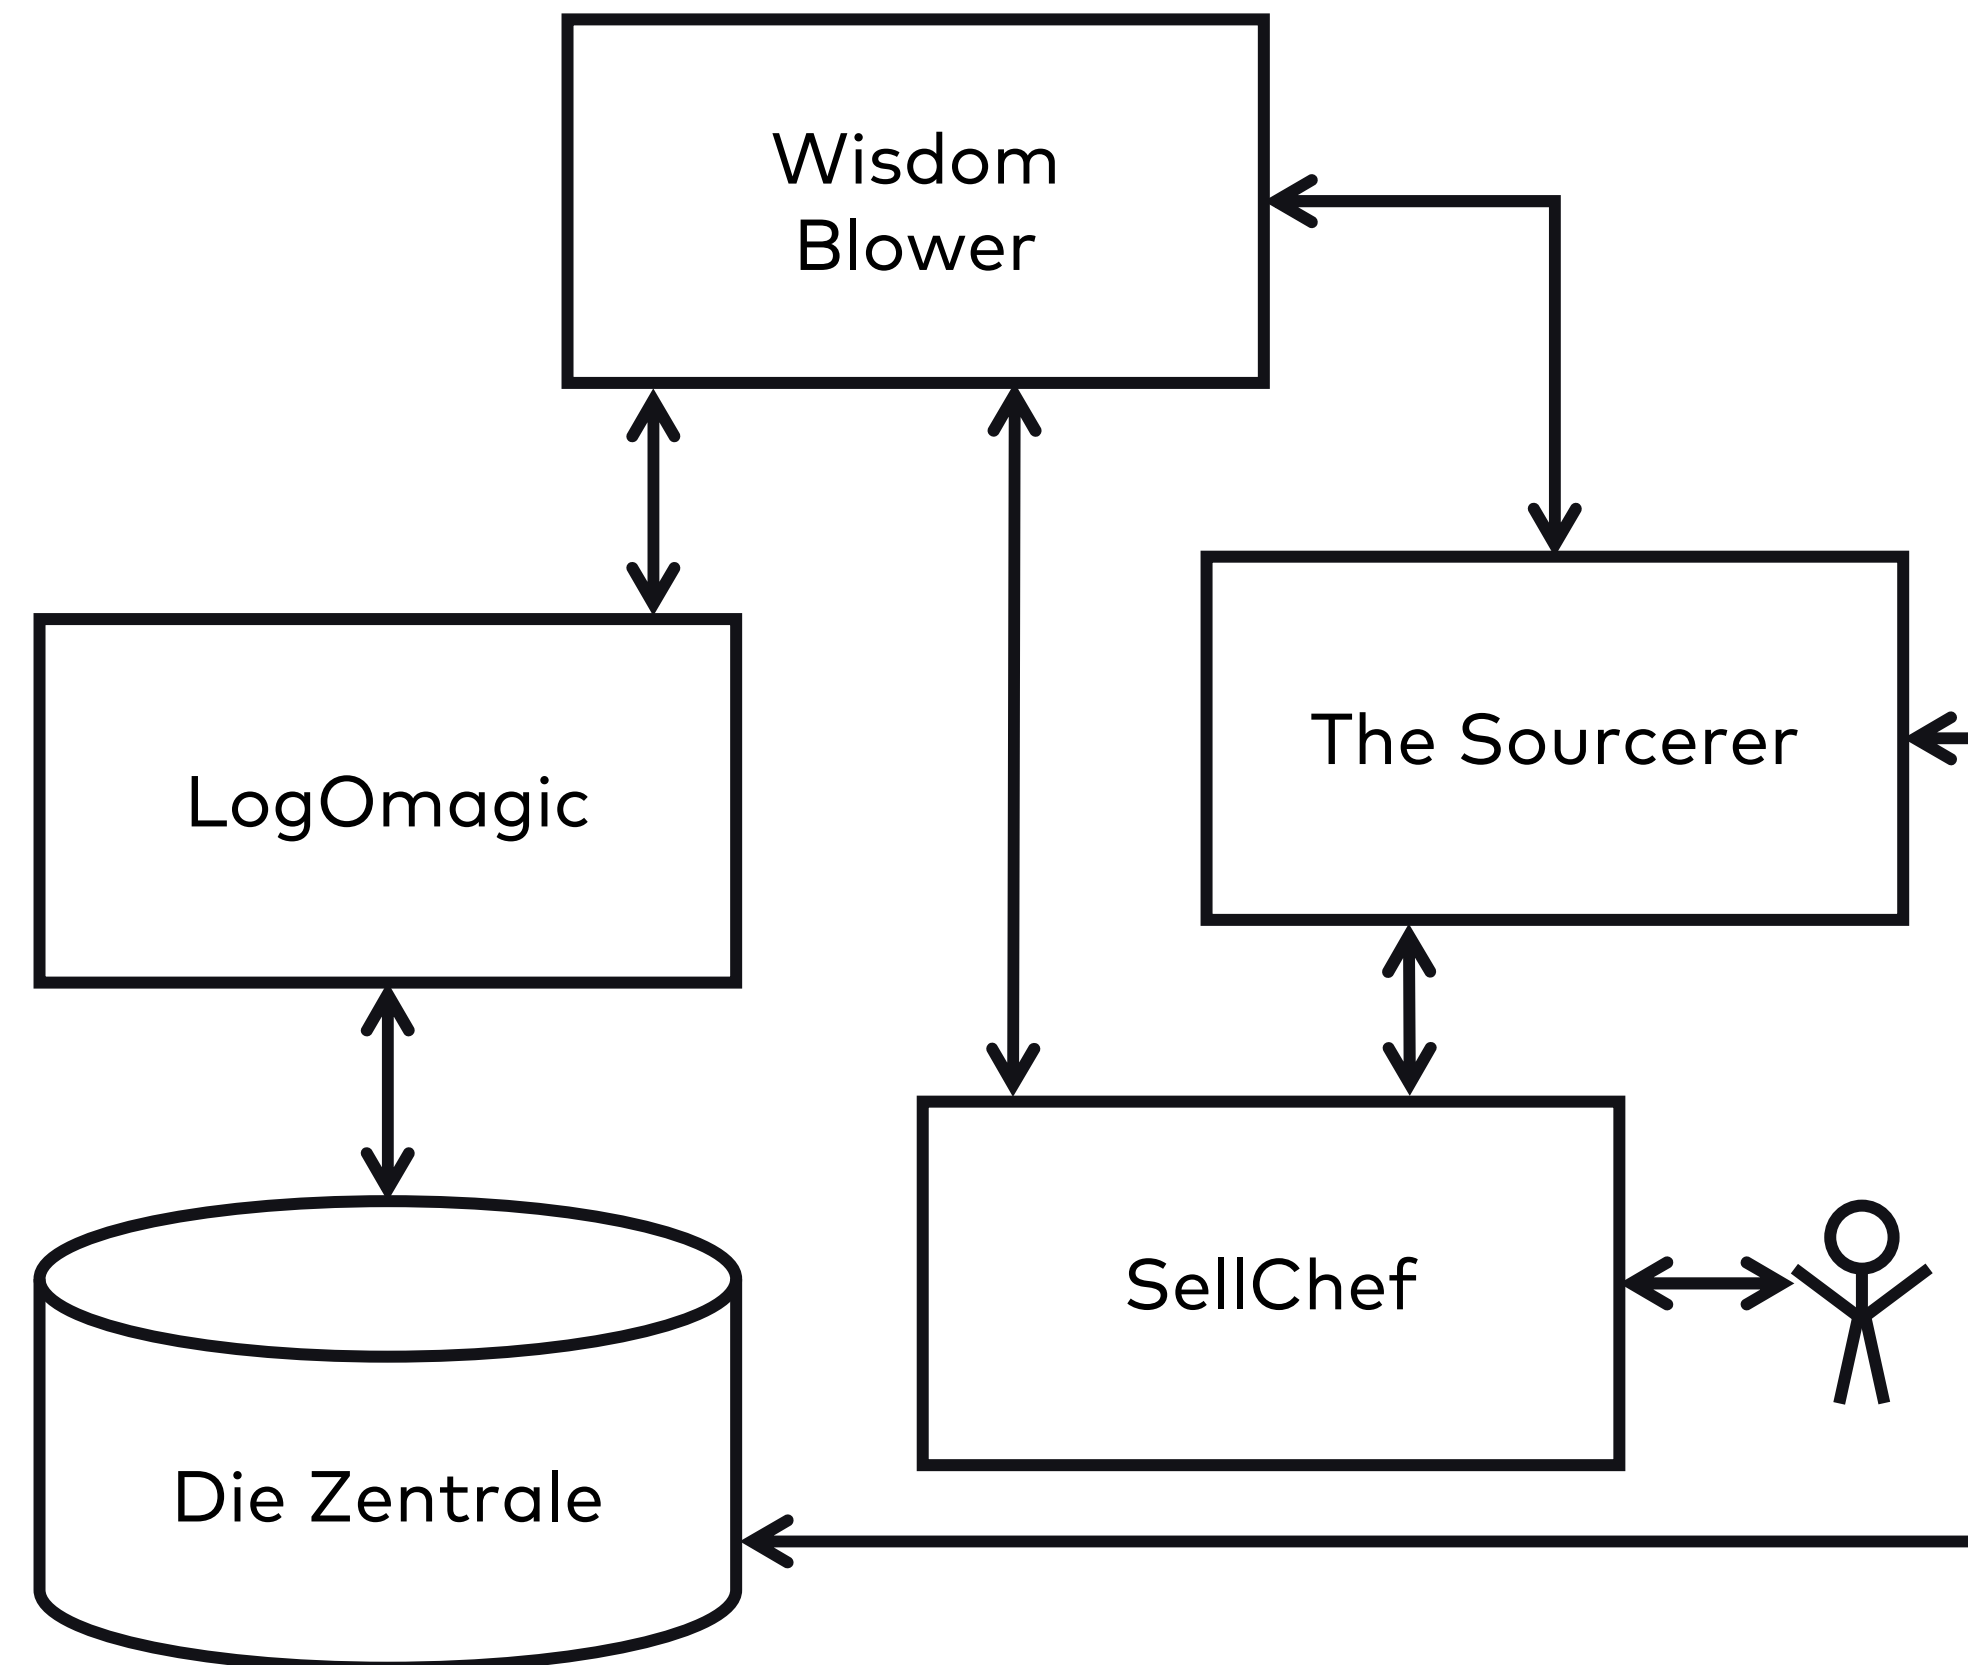 Wisdom
Blower
The Sourcerer
LogOmagic
SellChef
Die Zentrale